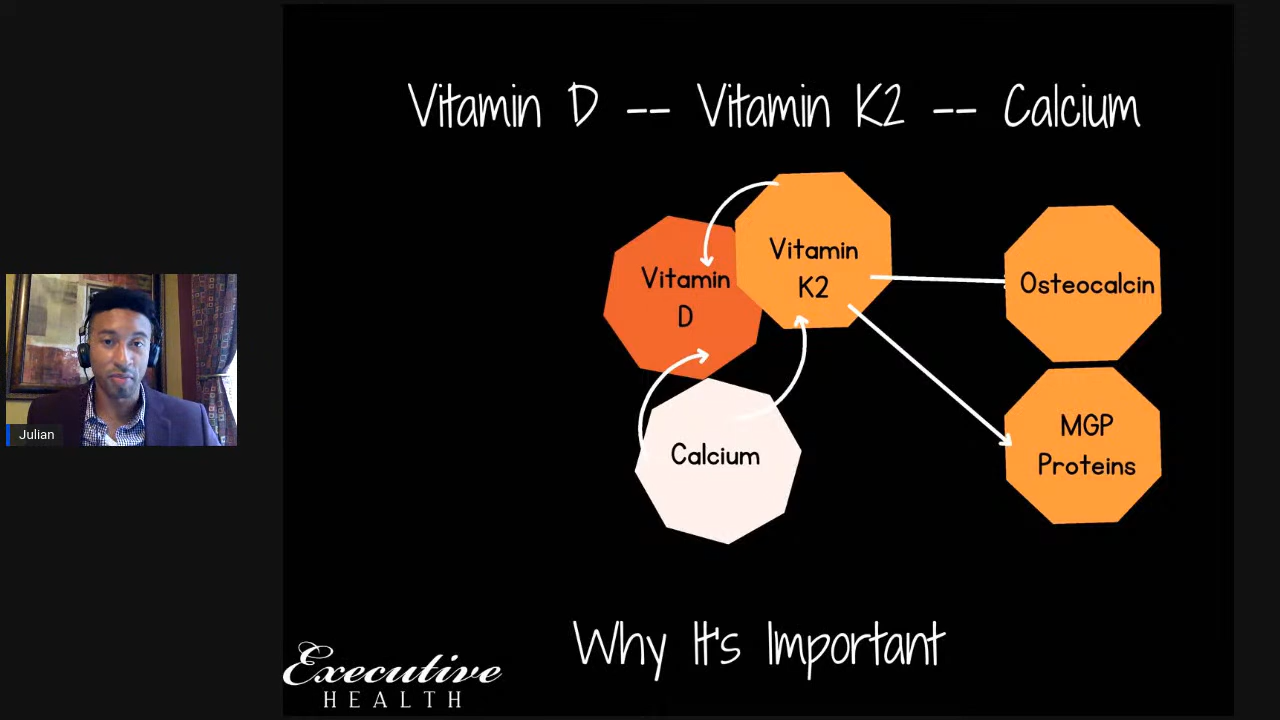 Vitamin D -- Vitamin K2 -- Calcium
Vitamin
D
Vitamin
K2
Osteocalcin
Calcium
MGP
Proteins
Why It's Important
Executive
HEALTH
Julian